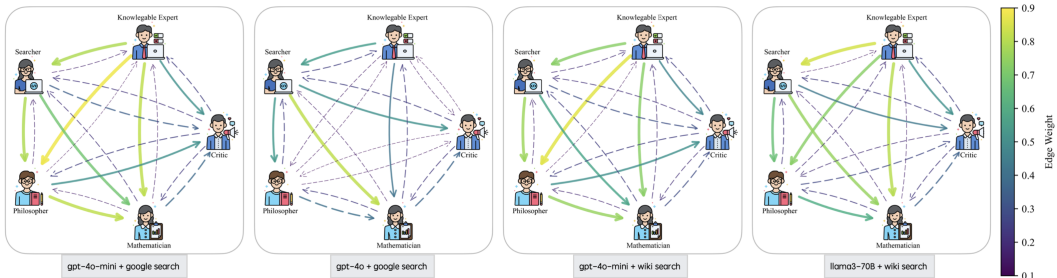 Knowlegable Expert
Searcher
Critic
Philosopher
Mathematician
gpt-4o-mini + google search
Knowlegable Expert
Searcher
Critic
Philosopher
Mathematician
gpt-4o + google search
Knowlegable Expert
Searcher
Critic
Philosopher
Mathematician
gpt-4o-mini + wiki search
Knowlegable Expert
Searcher
Critic
Philosopher
Mathematician
llama3-70B + wiki search
0.9
0.8
0.7
0.6
0.5
0.4
0.3
0.2
0.1
Edge Weight